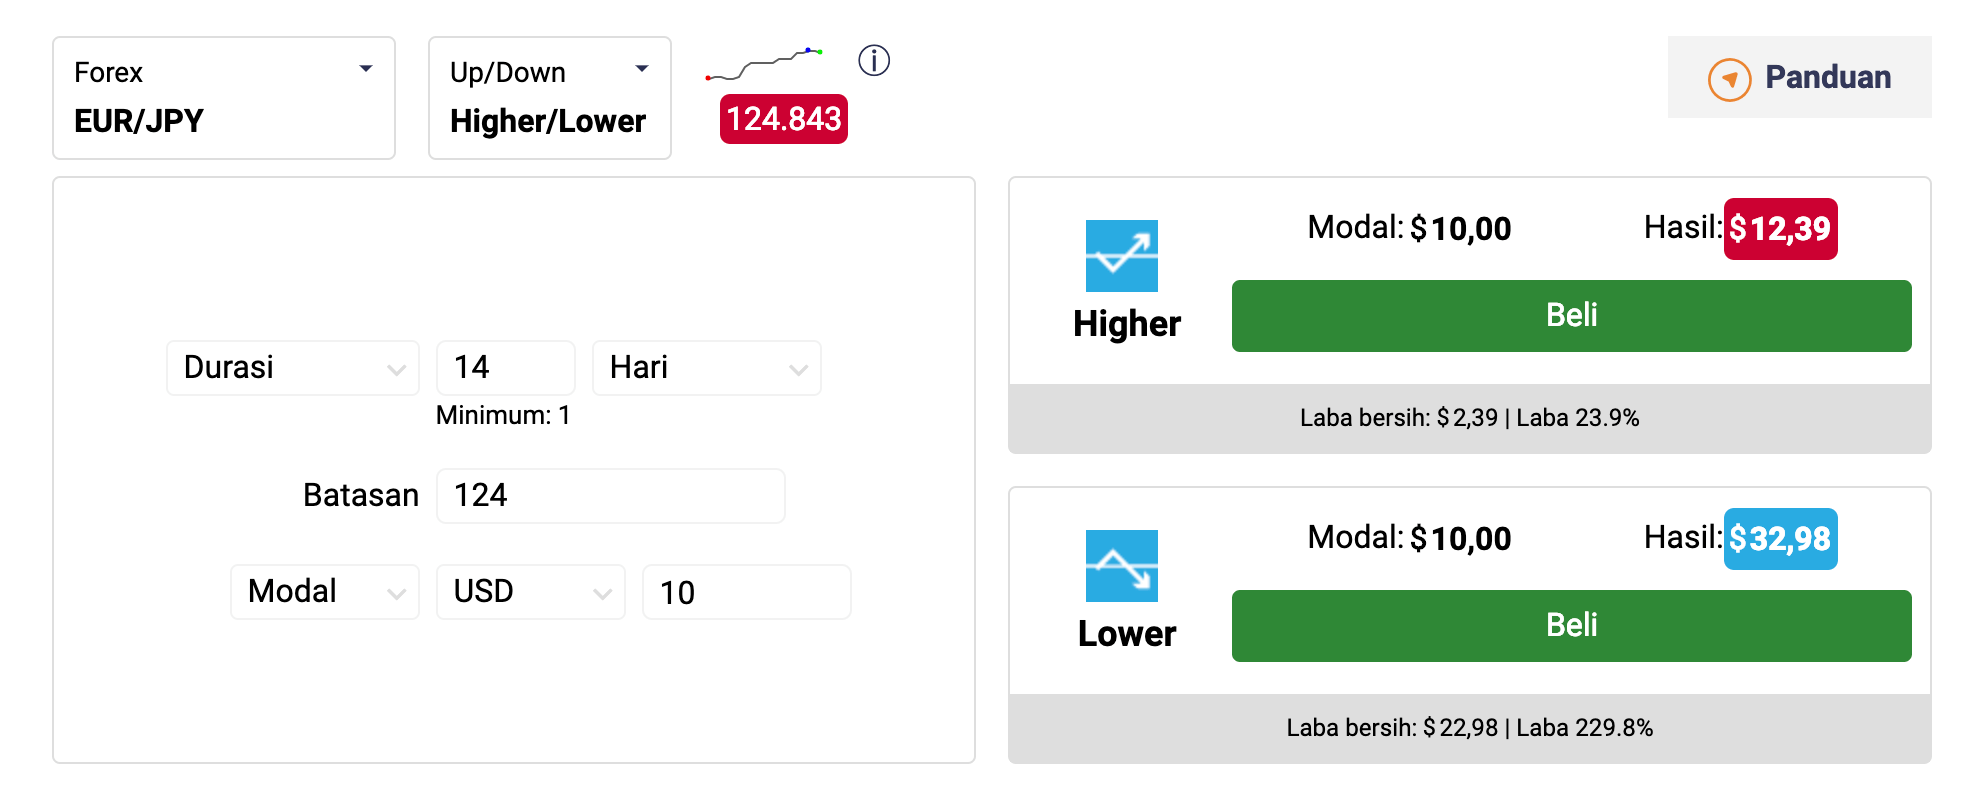 Forex
EUR/JPY
Up/Down
Higher/Lower
124.843
Panduan
Durasi 14 Hari
Minimum: 1
Batasan 124
Modal USD 10
Modal: $10,00 Hasil: $12,39
Higher
Beli
Laba bersih: $2,39 | Laba 23.9%
Modal: $10,00 Hasil: $32,98
Lower
Beli
Laba bersih: $22,98 | Laba 229.8%